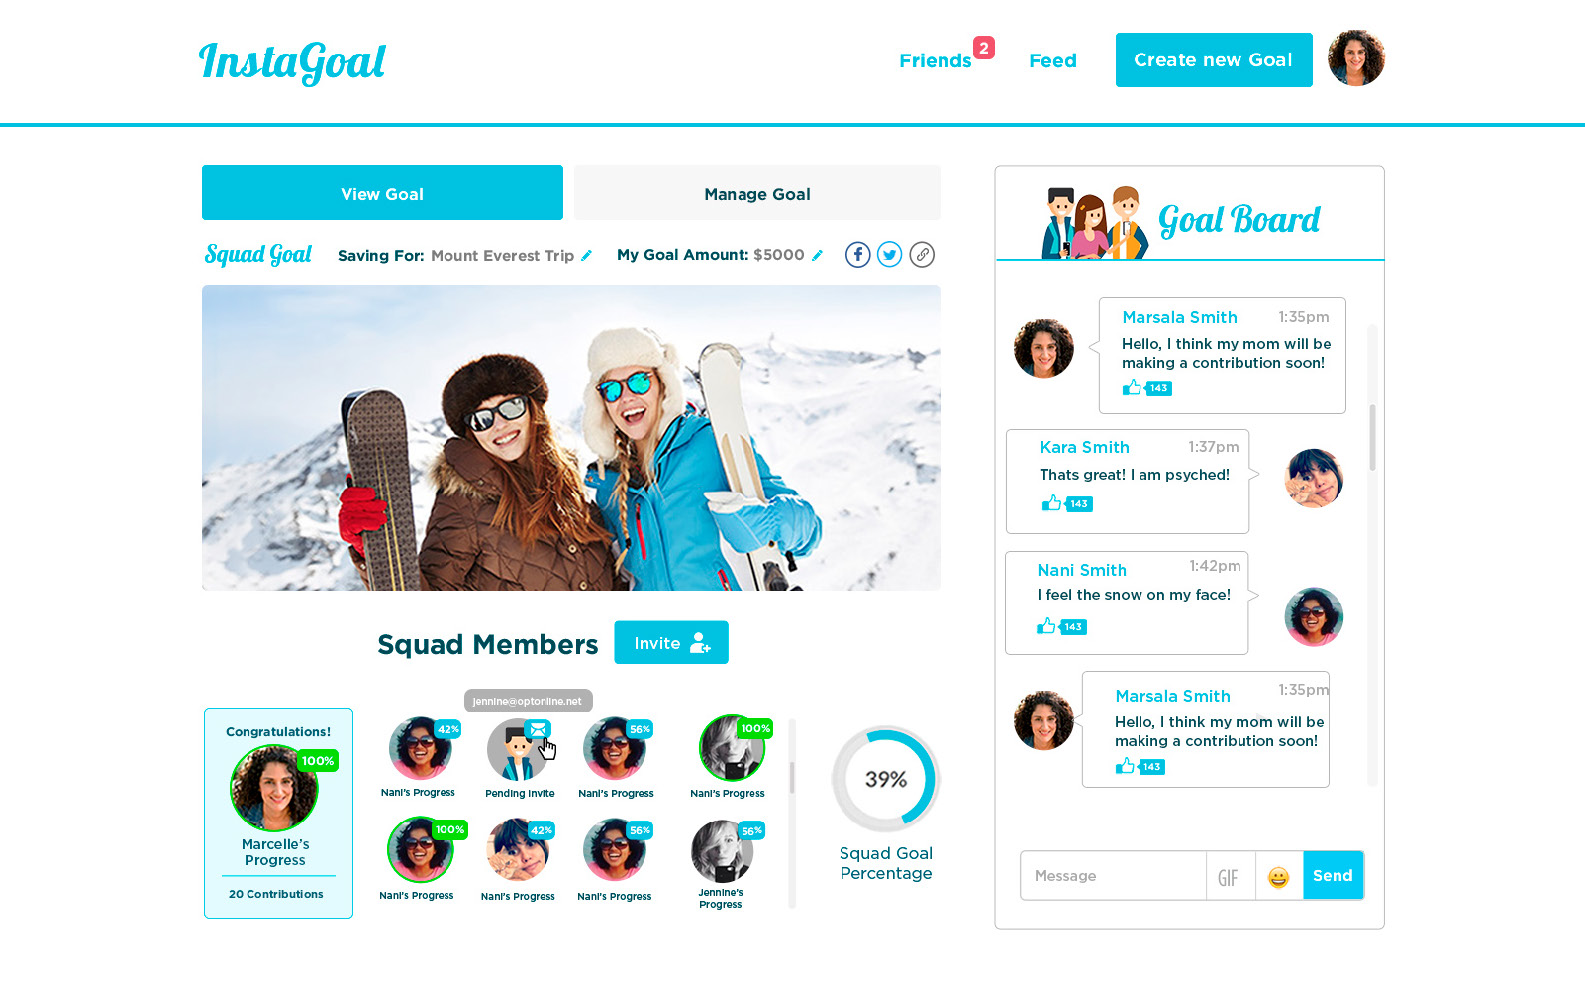 InstaGoal
Friends 2
Feed
Create new Goal
View Goal
Manage Goal
Squad Goal
Saving For: Mount Everest Trip
My Goal Amount: $5000
Squad Members
Invite
Congratulations!
100%
Marcelle's
Progress
20 Contributions
jennine@optonline.net
42%
56%
100%
Nani's Progress
Pending Invite
Nani's Progress
Nani's Progress
100%
42%
56%
56%
Nani's Progress
Nani's Progress
Nani's Progress
Jennine's
Progress
39%
Squad Goal
Percentage
Goal Board
Marsala Smith 1:35pm
Hello, I think my mom will be
making a contribution soon!
143
Kara Smith 1:37pm
Thats great! I am psyched!
143
Nani Smith 1:42pm
I feel the snow on my face!
143
Marsala Smith 1:35pm
Hello, I think my mom will be
making a contribution soon!
143
Message
GIF
Send